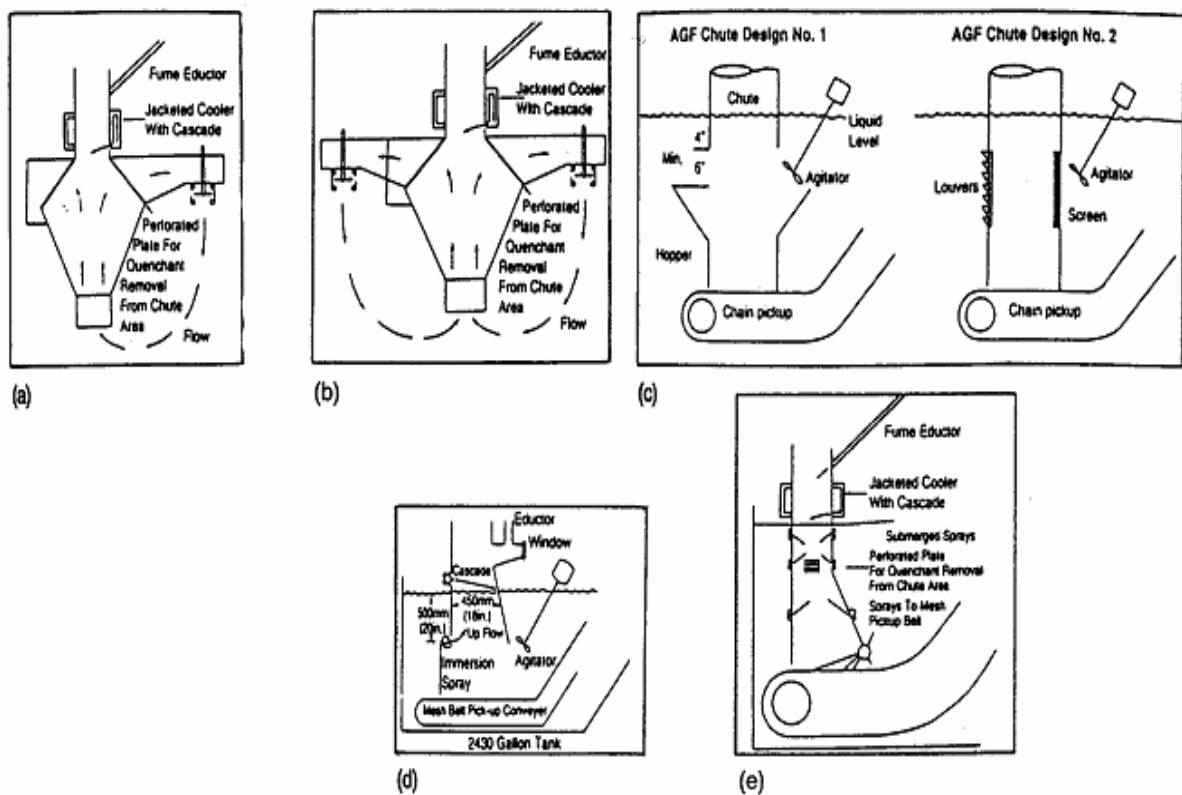 Fume Eductor
Jacketed Cooler
With Cascade
Perforated
Plate For
Quenchant
Removal
From Chute
Area
Flow
(a)
Fume Eductor
Jacketed Cooler
With Cascade
Perforated
Plate For
Quenchant
Removal
From Chute
Area
Flow
(b)
AGF Chute Design No. 1
Chute
Liquid
Level
4"
Min.
6"
Agitator
Hopper
Chain pickup
AGF Chute Design No. 2
Louvers
Agitator
Screen
Chain pickup
(c)
Eductor
Window
Cascade
500mm
(20in.)
450mm
(18in.)
Up Flow
Immersion
Spray
Agitator
Mesh Belt Pick-up Conveyer
2430 Gallon Tank
(d)
Fume Eductor
Jacketed Cooler
With Cascade
Submerges Sprays
Perforated Plate
For Quenchant Removal
From Chute Area
Sprays To Mesh
Pickup Belt
(e)